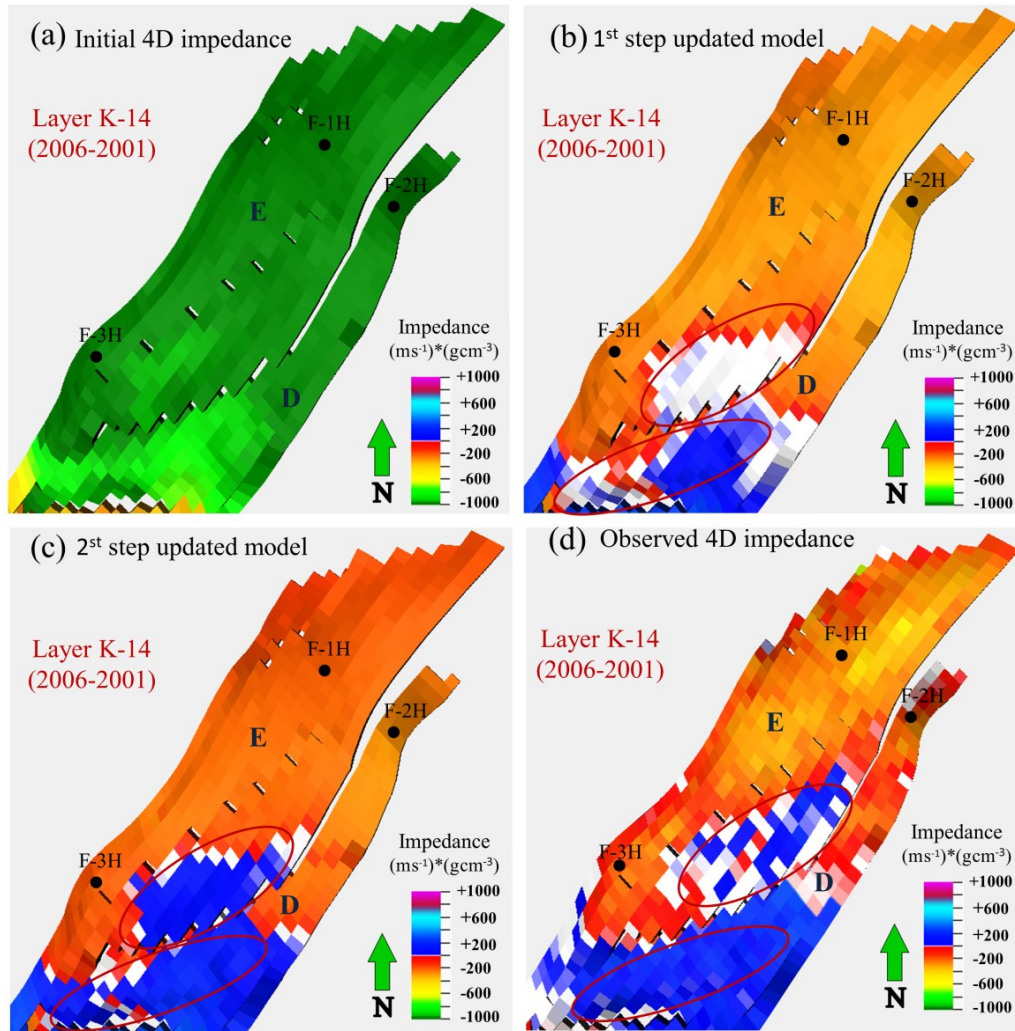 (a) Initial 4D impedance
Layer K-14
(2006-2001)
F-1H
F-2H
E
F-3H
D
Impedance
(ms⁻¹)*(gcm⁻³)
+1000
+600
+200
-200
-600
-1000
N
(b) 1st step updated model
Layer K-14
(2006-2001)
F-1H
F-2H
E
F-3H
D
Impedance
(ms⁻¹)*(gcm⁻³)
+1000
+600
+200
-200
-600
-1000
N
(c) 2st step updated model
Layer K-14
(2006-2001)
F-1H
F-2H
E
F-3H
D
Impedance
(ms⁻¹)*(gcm⁻³)
+1000
+600
+200
-200
-600
-1000
N
(d) Observed 4D impedance
Layer K-14
(2006-2001)
F-1H
F-2H
E
F-3H
D
Impedance
(ms⁻¹)*(gcm⁻³)
+1000
+600
+200
-200
-600
-1000
N